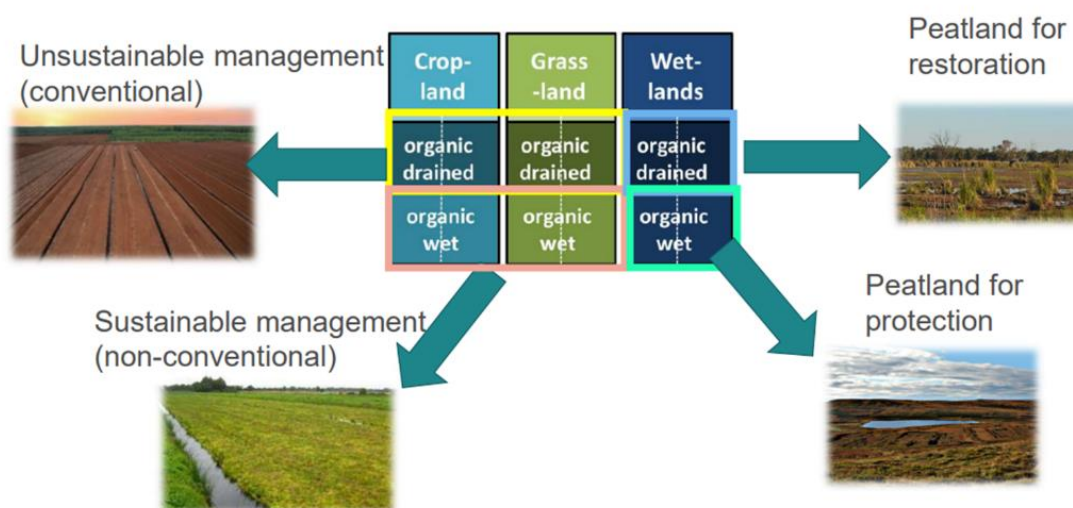 Unsustainable management
(conventional)
Crop-
land
Grass
-land
Wet-
lands
Peatland for
restoration
organic
drained
organic
drained
organic
drained
organic
wet
organic
wet
organic
wet
Sustainable management
(non-conventional)
Peatland for
protection